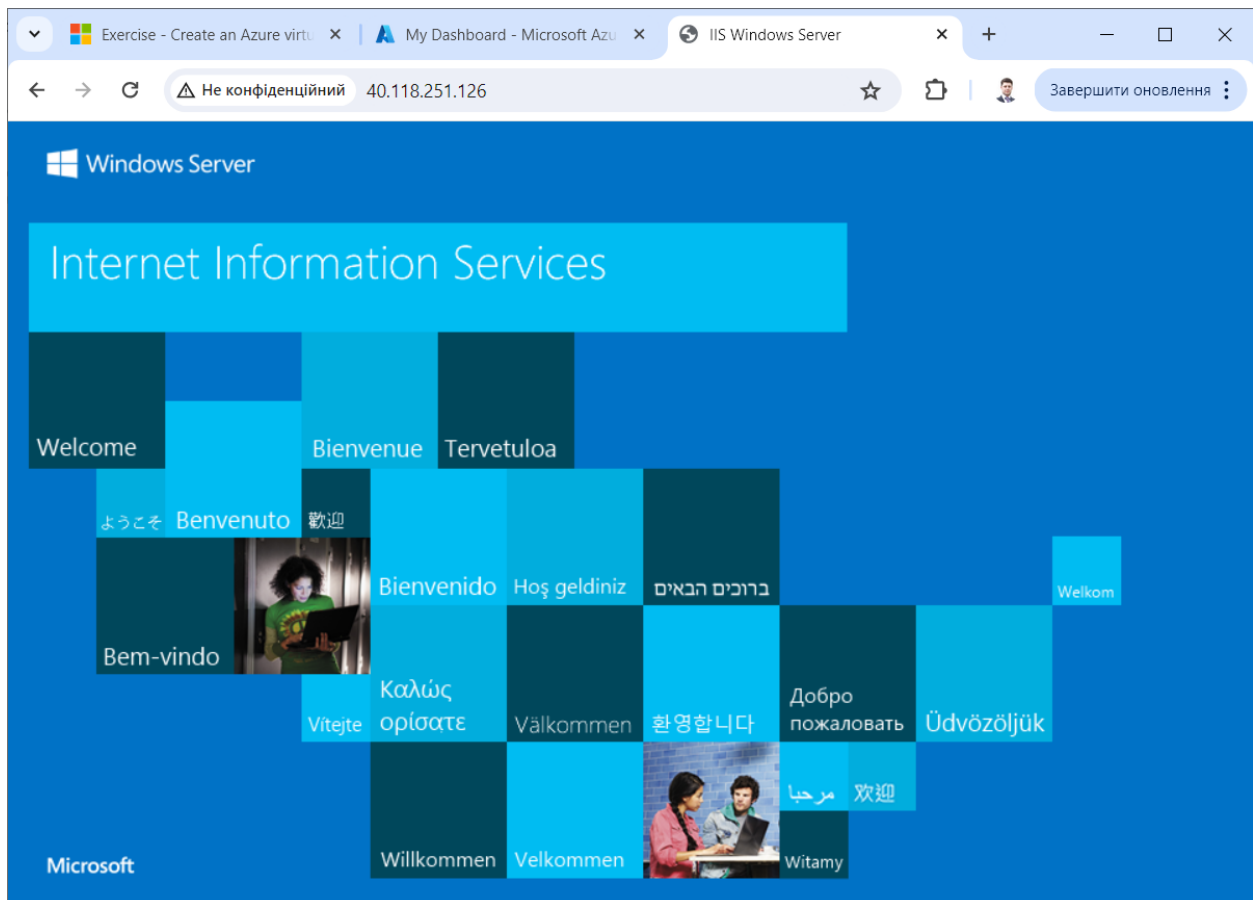 Exercise - Create an Azure virtu
My Dashboard - Microsoft Azu
IIS Windows Server
Не конфіденційний
40.118.251.126
Завершити оновлення
Windows Server
Internet Information Services
Welcome
Bienvenue
Tervetuloa
ようこそ
Benvenuto
歡迎
Bienvenido
Hoş geldiniz
ברוכים הבאים
Welkom
Bem-vindo
Vítejte
Καλώς
ορίσατε
Välkommen
환영합니다
Добро
пожаловать
Üdvözöljük
مرحبا
欢迎
Willkommen
Velkommen
Witamy
Microsoft